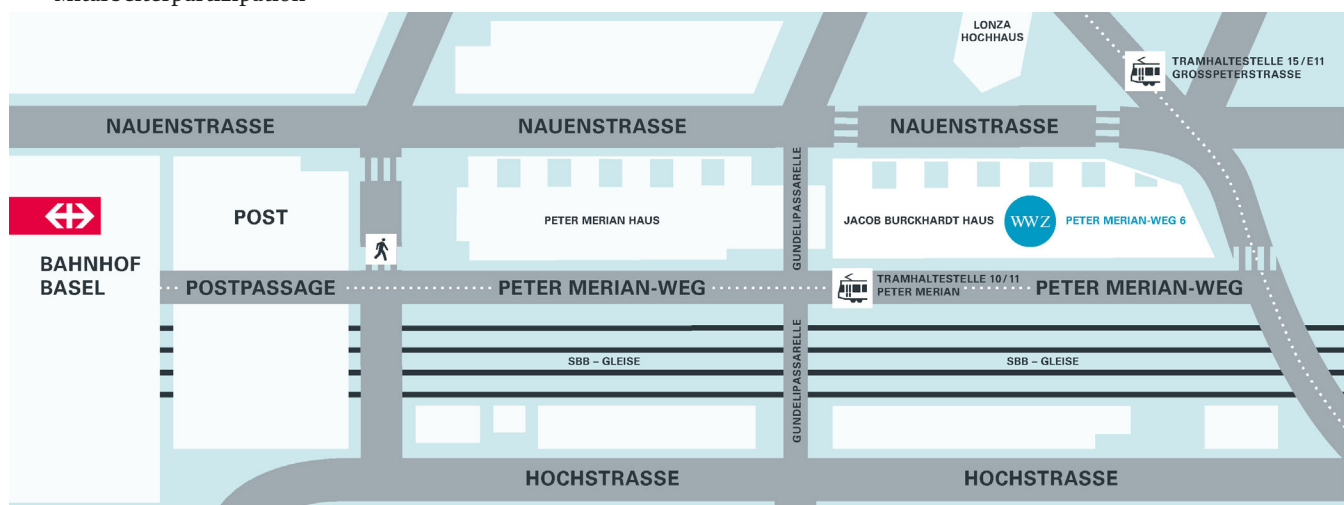 Mitarbeiterpartizipation
LONZA
HOCHHAUS
TRAMHALTESTELLE 15/E11
GROSSPETERSTRASSE
NAUENSTRASSE
NAUENSTRASSE
NAUENSTRASSE
POST
PETER MERIAN HAUS
GUNDELIPASSARELLE
JACOB BURCKHARDT HAUS
WWZ
PETER MERIAN-WEG 6
BAHNHOF
BASEL
POSTPASSAGE
PETER MERIAN-WEG
TRAMHALTESTELLE 10/11
PETER MERIAN
PETER MERIAN-WEG
SBB – GLEISE
GUNDELIPASSARELLE
SBB – GLEISE
HOCHSTRASSE
HOCHSTRASSE